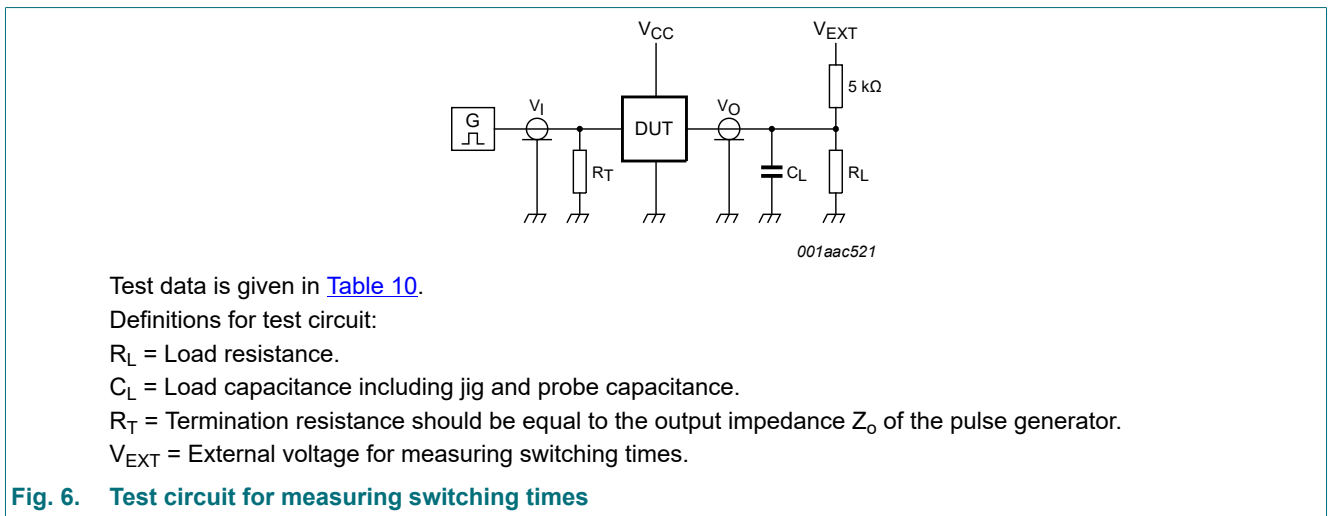 VCC
VEXT
5 kΩ
G
VI
DUT
VO
RT
CL
RL
001aac521
Test data is given in Table 10.
Definitions for test circuit:
RL = Load resistance.
CL = Load capacitance including jig and probe capacitance.
RT = Termination resistance should be equal to the output impedance Zo of the pulse generator.
VEXT = External voltage for measuring switching times.
Fig. 6. Test circuit for measuring switching times